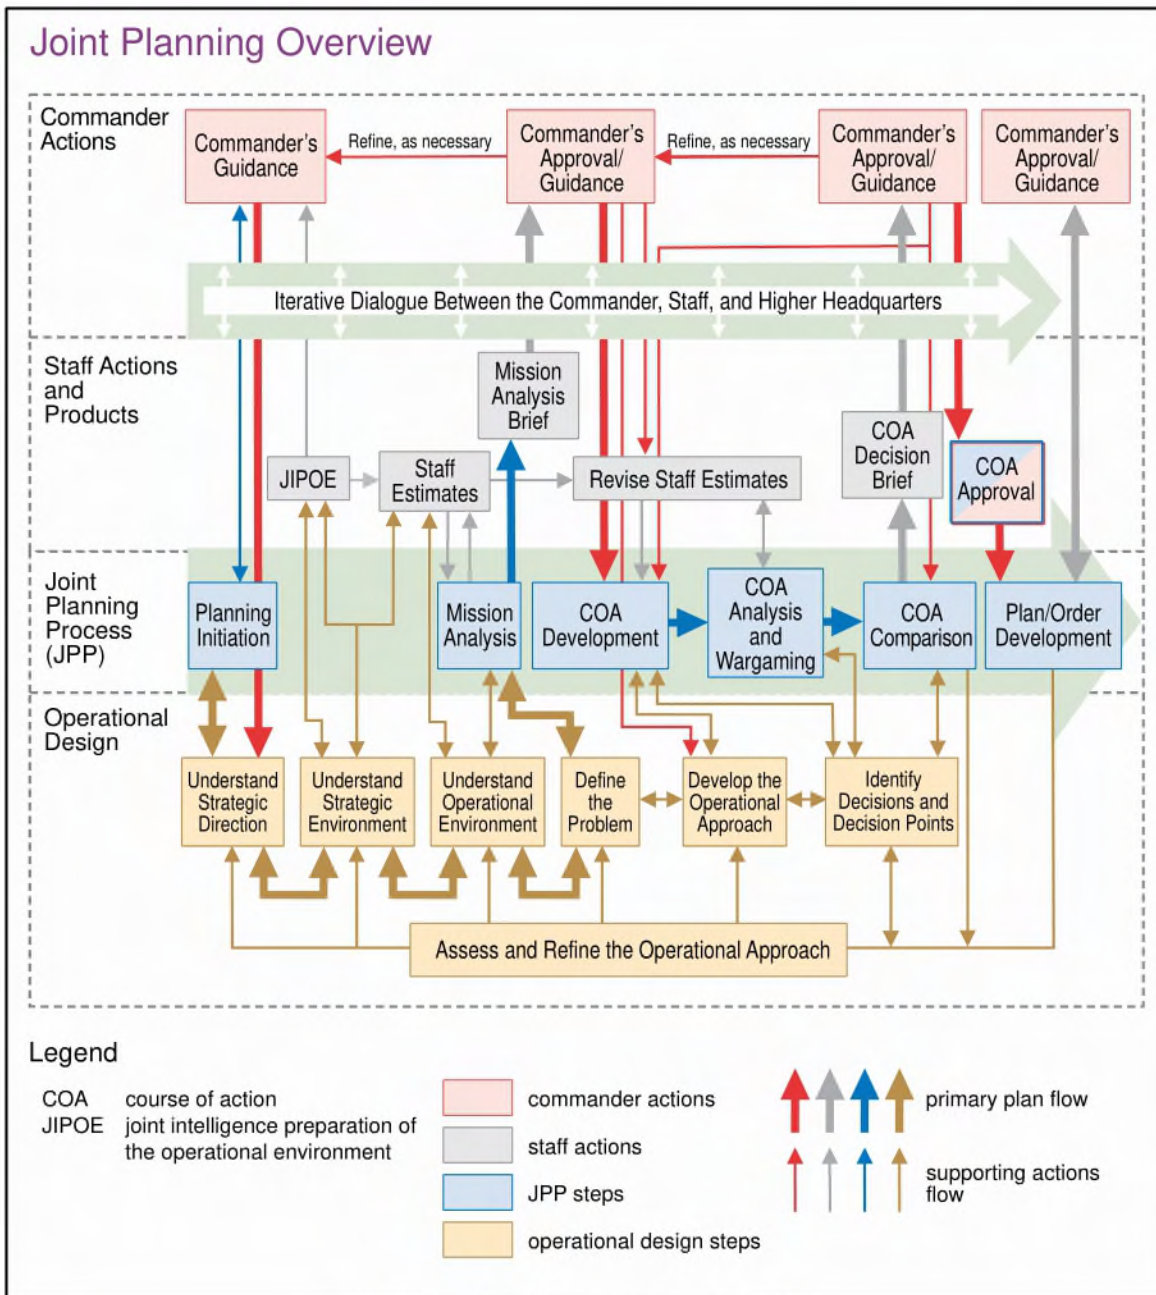 Joint Planning Overview
Commander
Actions
Commander's
Guidance
Refine, as necessary
Commander's
Approval/
Guidance
Refine, as necessary
Commander's
Approval/
Guidance
Commander's
Approval/
Guidance
Iterative Dialogue Between the Commander, Staff, and Higher Headquarters
Staff Actions
and
Products
Mission
Analysis
Brief
JIPOE
Staff
Estimates
Revise Staff Estimates
COA
Decision
Brief
COA
Approval
Joint
Planning
Process
(JPP)
Planning
Initiation
Mission
Analysis
COA
Development
COA
Analysis
and
Wargaming
COA
Comparison
Plan/Order
Development
Operational
Design
Understand
Strategic
Direction
Understand
Strategic
Environment
Understand
Operational
Environment
Define
the
Problem
Develop the
Operational
Approach
Identify
Decisions and
Decision Points
Assess and Refine the Operational Approach
Legend
COA course of action
JIPOE joint intelligence preparation of
the operational environment
commander actions
staff actions
JPP steps
operational design steps
primary plan flow
supporting actions
flow